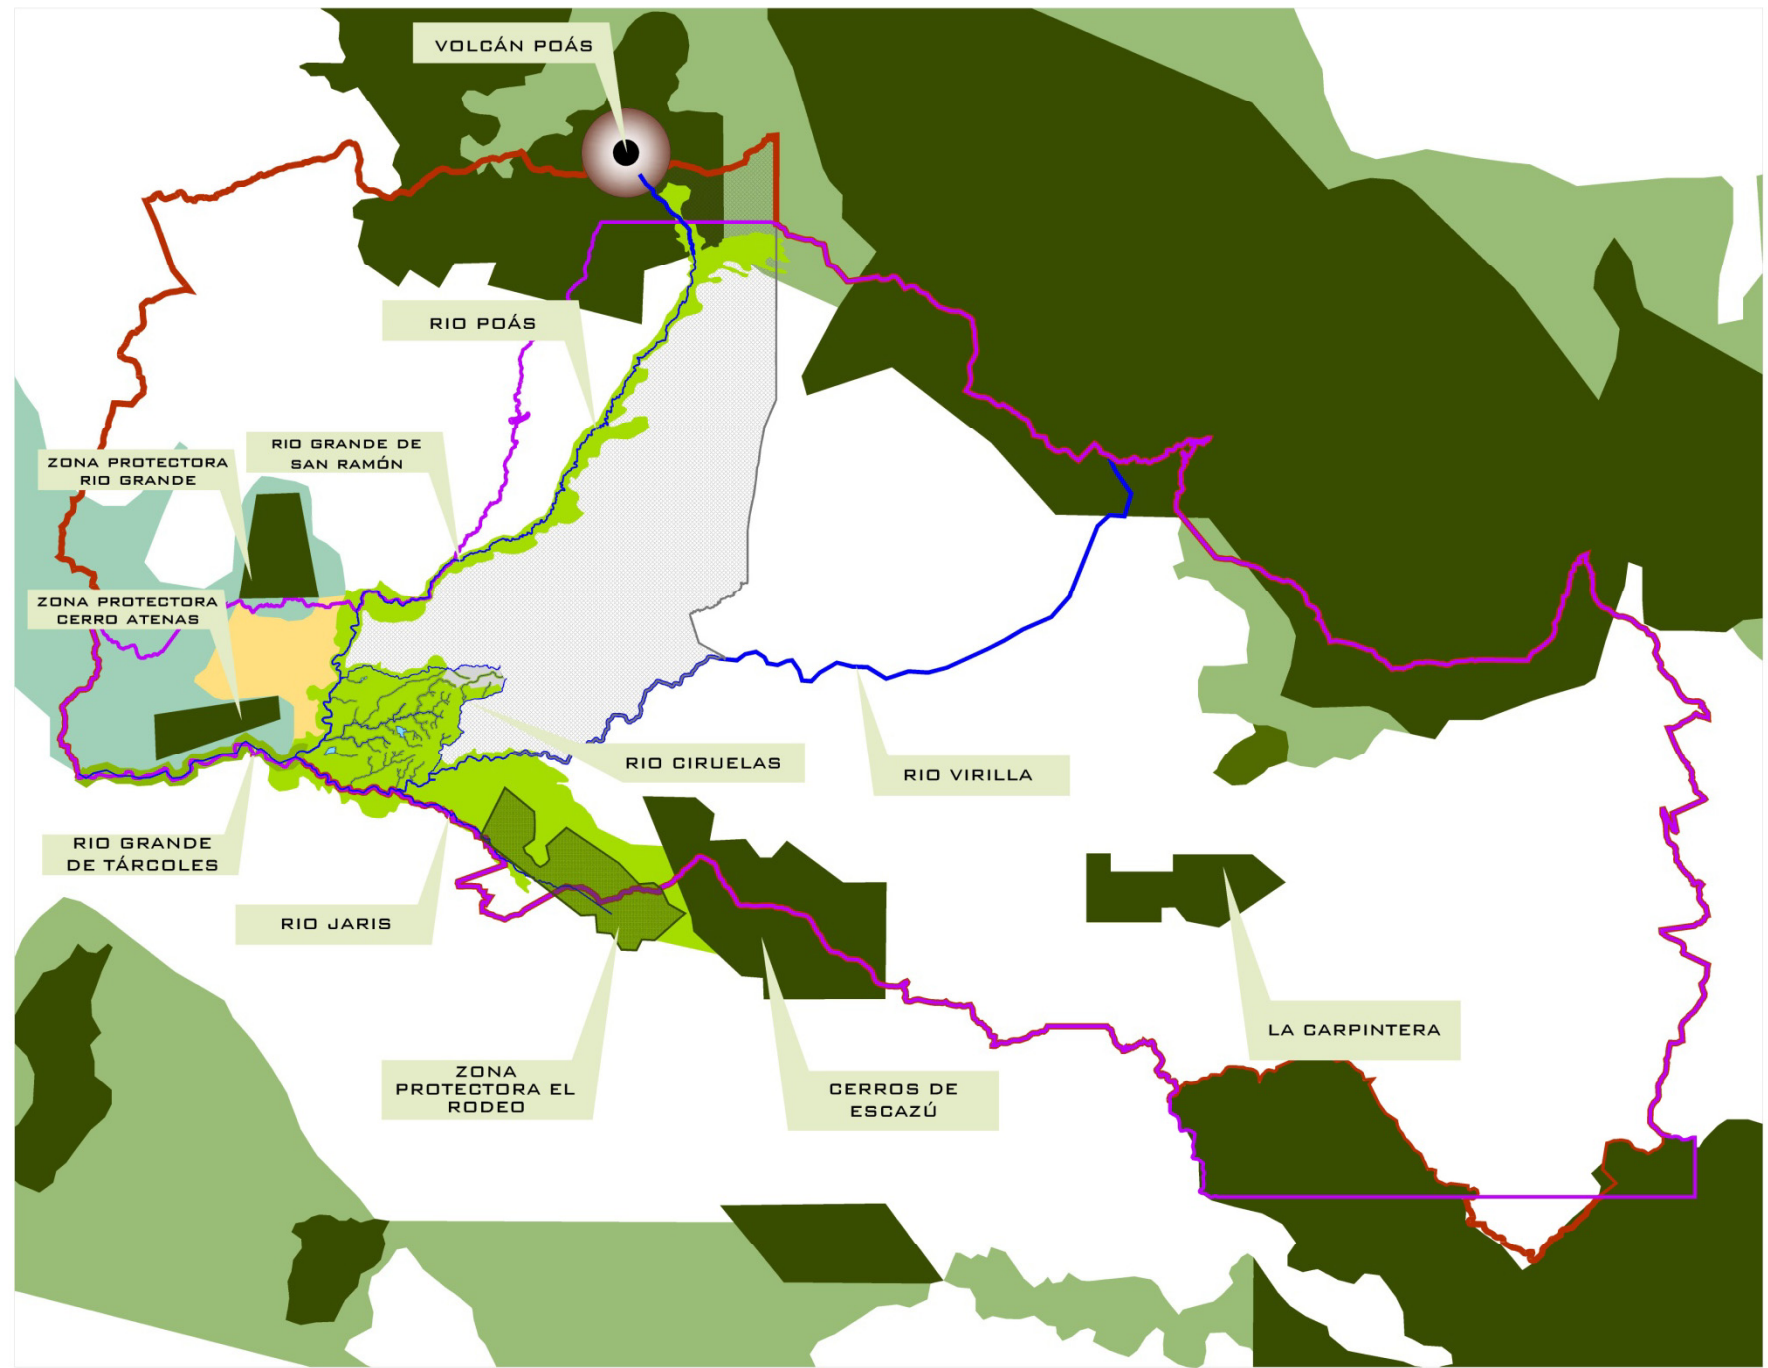 VOLCÁN POÁS
RIO POÁS
RIO GRANDE DE
SAN RAMÓN
ZONA PROTECTORA
RIO GRANDE
ZONA PROTECTORA
CERRO ATENAS
RIO CIRUELAS
RIO VIRILLA
RIO GRANDE
DE TÁRCOLES
RIO JARIS
LA CARPINTERA
ZONA
PROTECTORA EL
RODEO
CERROS DE
ESCAZÚ